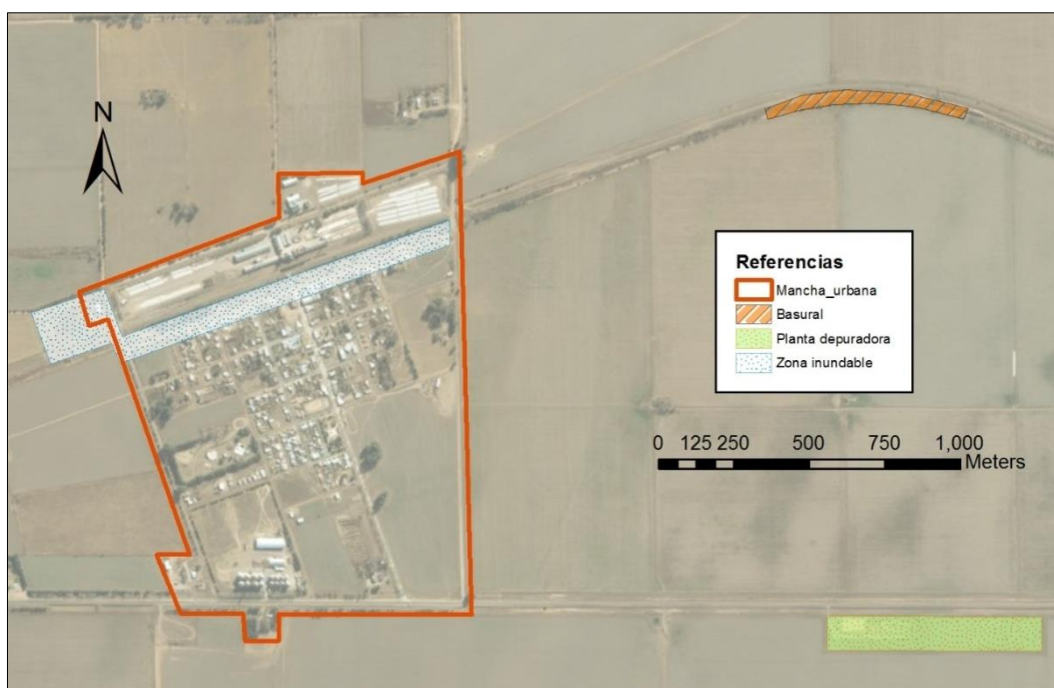 N
Referencias
Mancha_urbana
Basural
Planta depuradora
Zona inundable
0 125 250 500 750 1,000
Meters